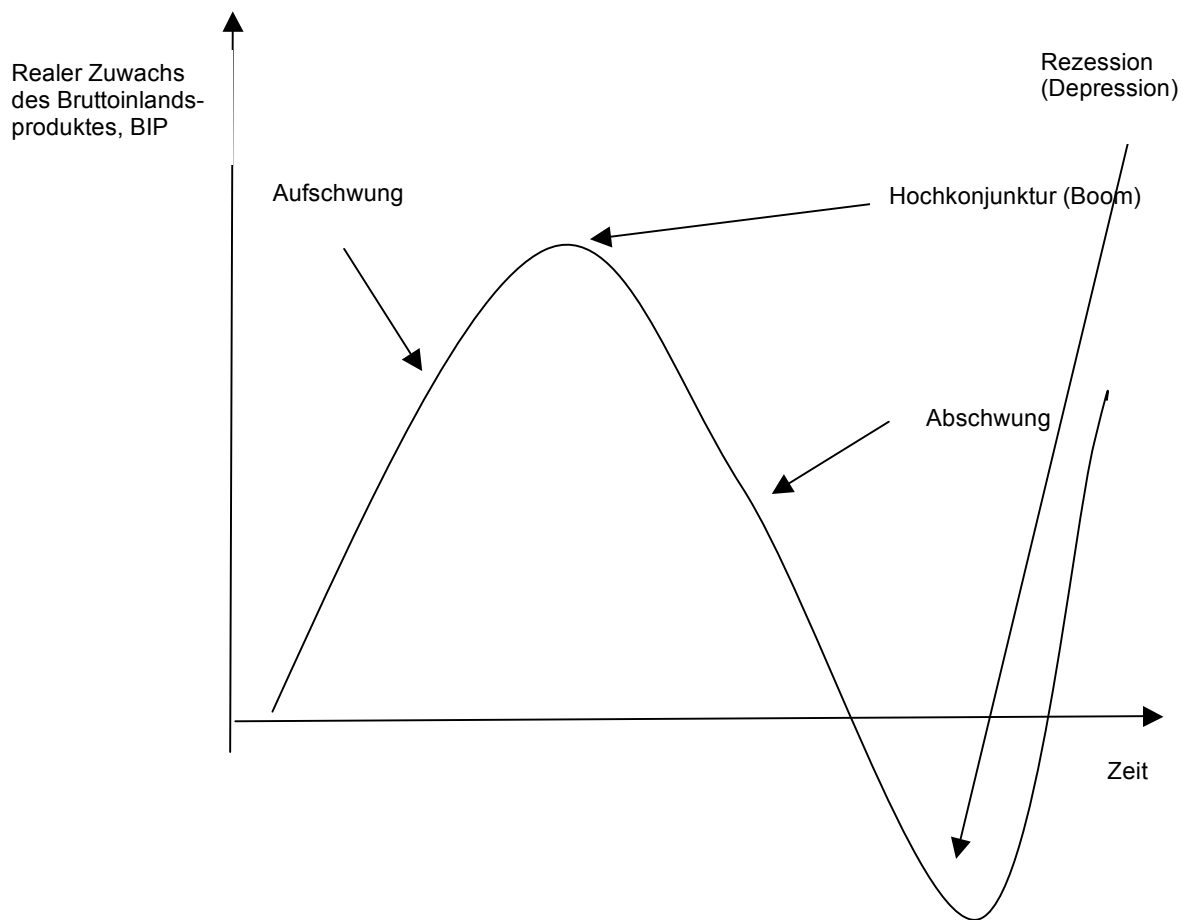 Realer Zuwachs
des Bruttoinlands-
produktes, BIP
Rezession
(Depression)
Aufschwung
Hochkonjunktur (Boom)
Abschwung
Zeit